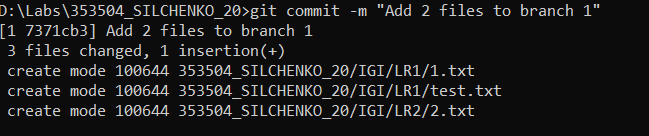 D:\Labs\353504_SILCHENKO_20>git commit -m "Add 2 files to branch 1"
[1 7371cb3] Add 2 files to branch 1
 3 files changed, 1 insertion(+)
 create mode 100644 353504_SILCHENKO_20/IGI/LR1/1.txt
 create mode 100644 353504_SILCHENKO_20/IGI/LR1/test.txt
 create mode 100644 353504_SILCHENKO_20/IGI/LR2/2.txt